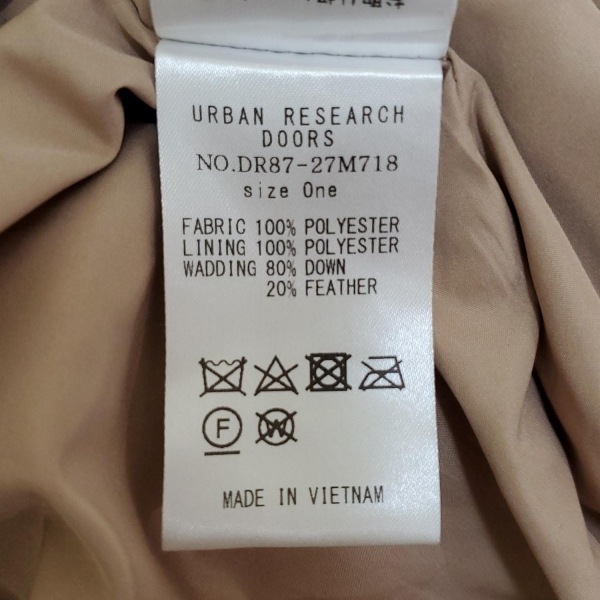 URBAN RESEARCH
DOORS
NO.DR87-27M718
size One
FABRIC 100% POLYESTER
LINING 100% POLYESTER
WADDING 80% DOWN
20% FEATHER
F W
MADE IN VIETNAM